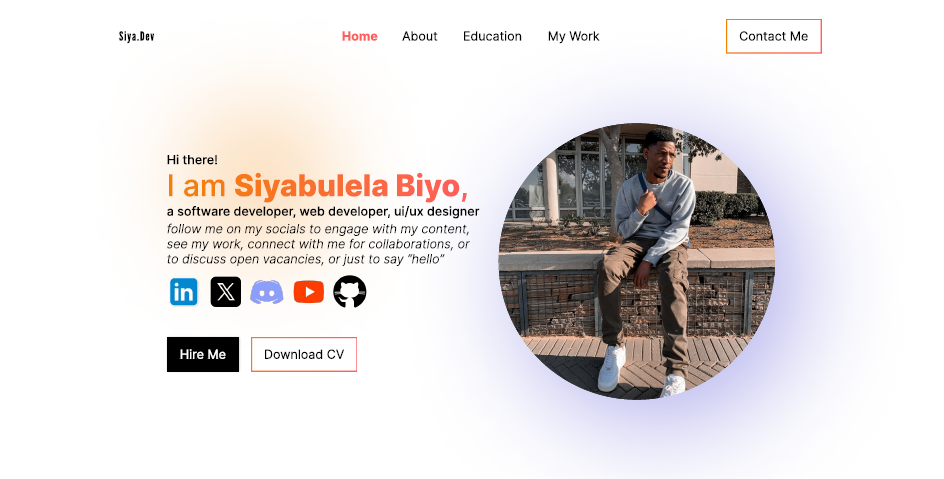 Siya.Dev
Home About Education My Work
Contact Me
Hi there!
I am Siyabulela Biyo,
a software developer, web developer, ui/ux designer
follow me on my socials to engage with my content,
see my work, connect with me for collaborations, or
to discuss open vacancies, or just to say “hello”
in
Hire Me
Download CV